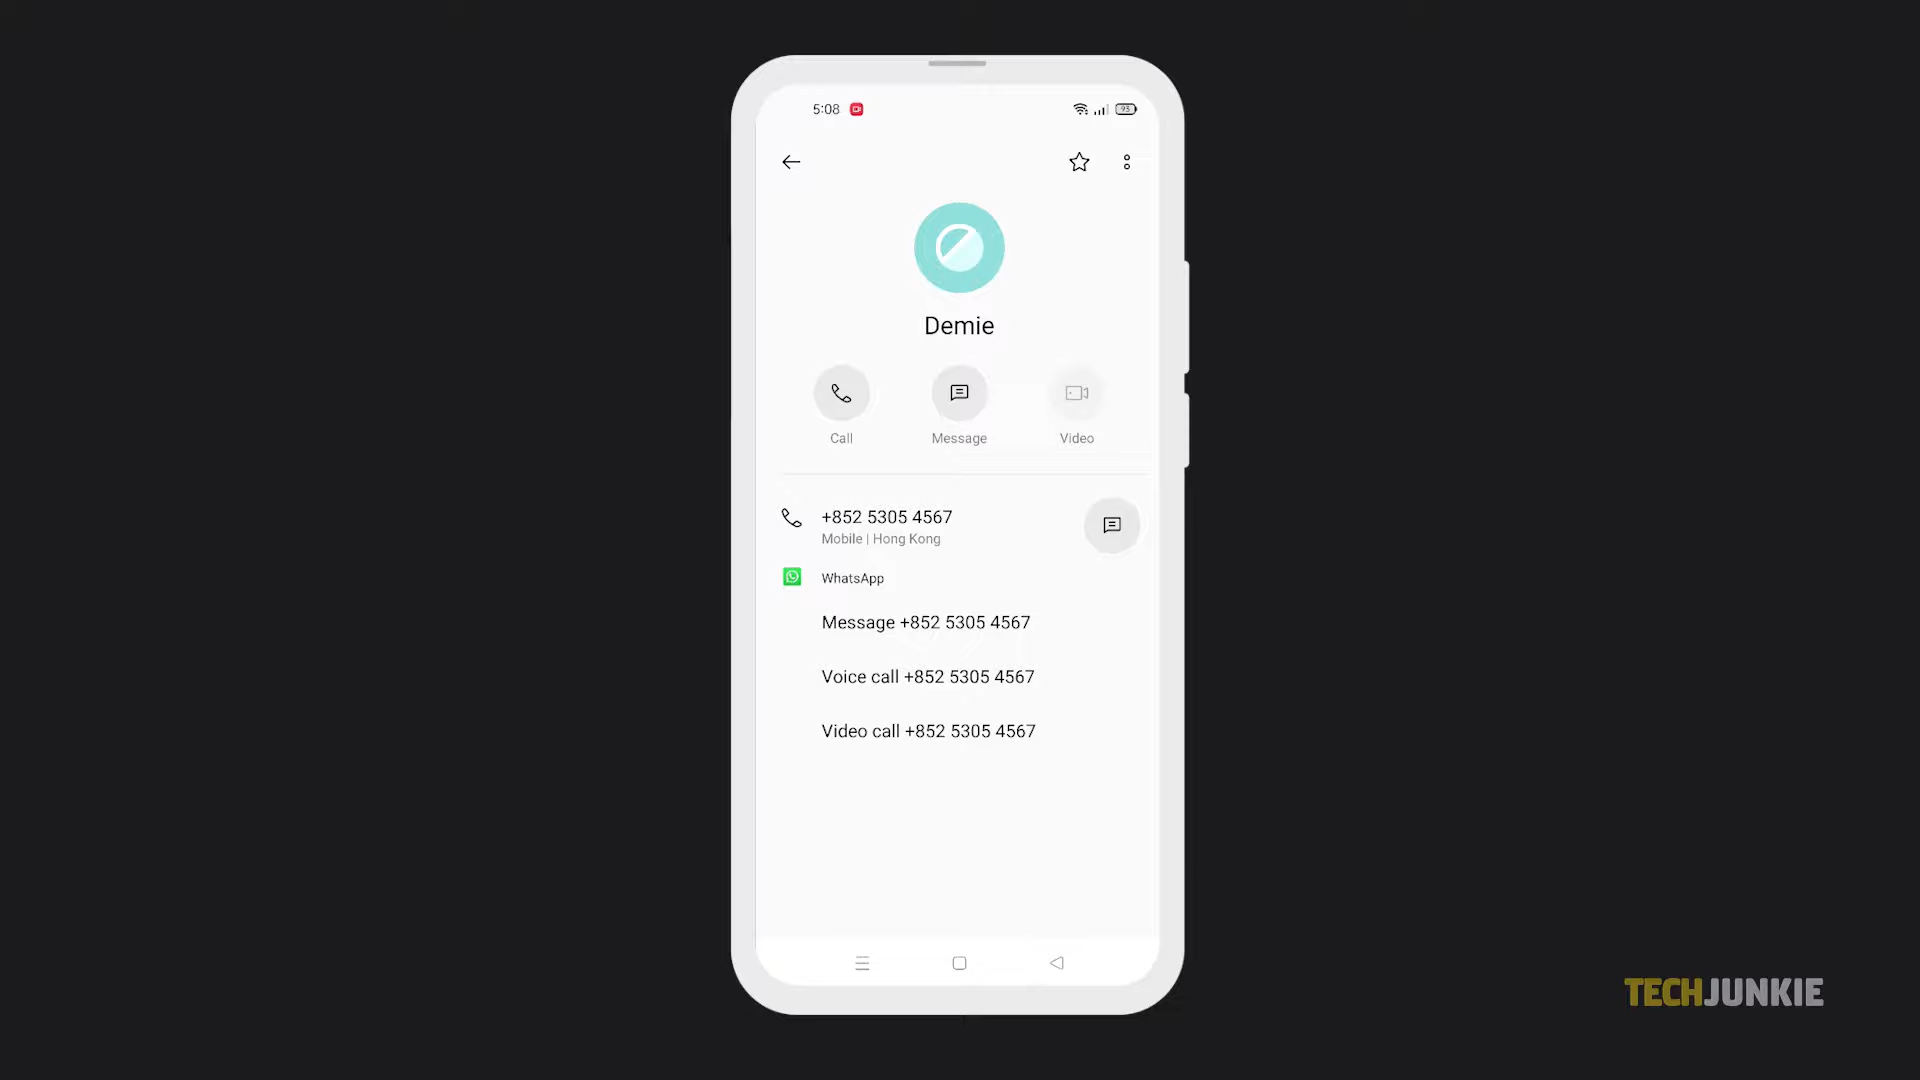 5:08
93
Demie
Call
Message
Video
+852 5305 4567
Mobile | Hong Kong
WhatsApp
Message +852 5305 4567
Voice call +852 5305 4567
Video call +852 5305 4567
TECHJUNKIE